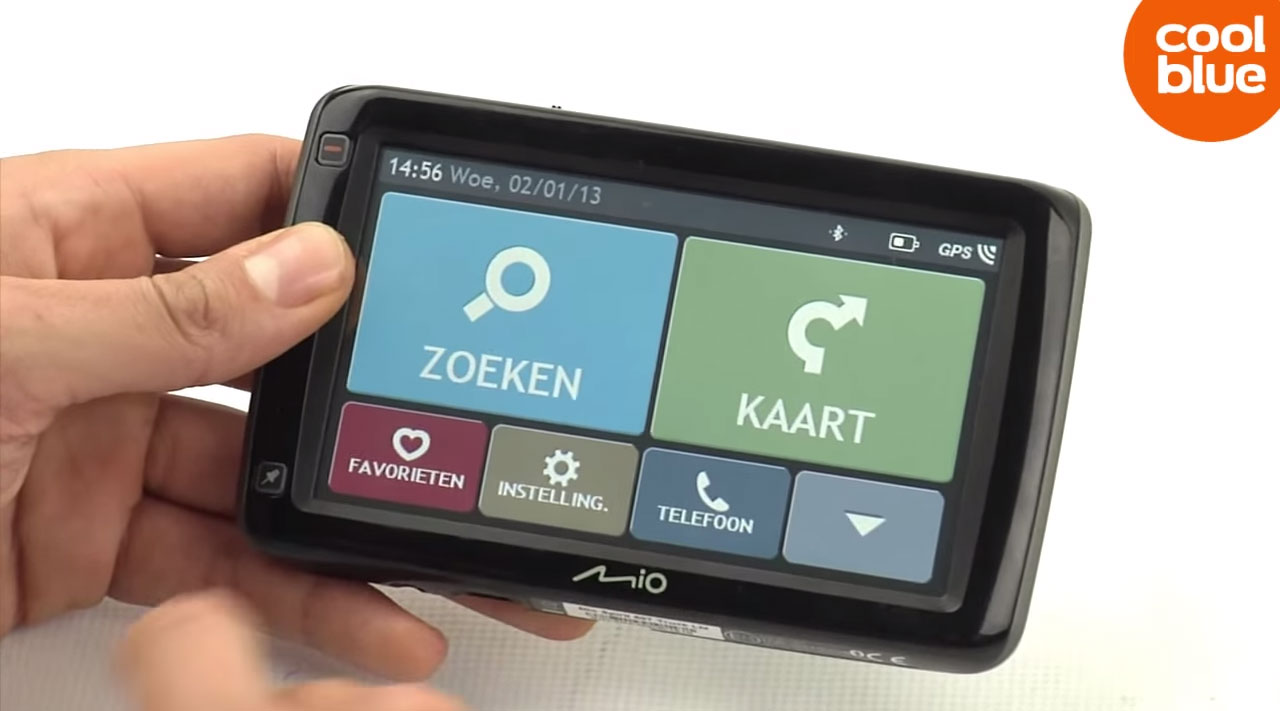 cool
blue
14:56 Woe, 02/01/13
GPS
ZOEKEN
KAART
FAVORIETEN
INSTELLING.
TELEFOON
Mio